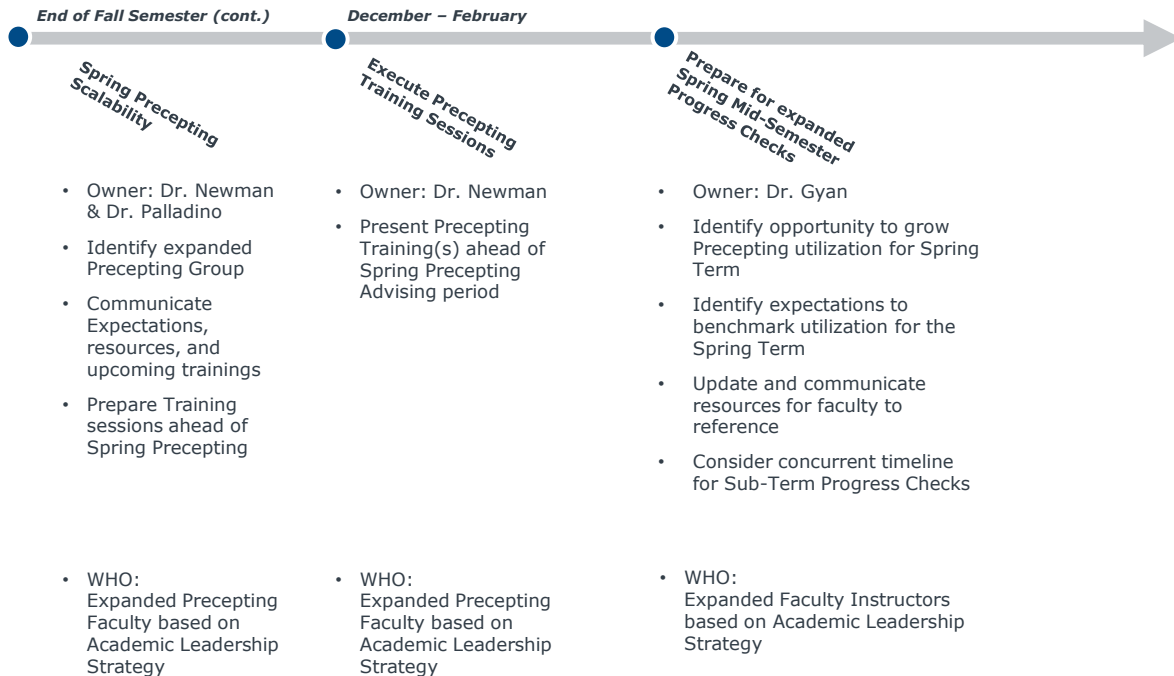 End of Fall Semester (cont.)
December – February
Spring Precepting
Scalability
Execute Precepting
Training Sessions
Prepare for expanded
Spring Mid-Semester
Progress Checks
• Owner: Dr. Newman
& Dr. Palladino
• Identify expanded
Precepting Group
• Communicate
Expectations,
resources, and
upcoming trainings
• Prepare Training
sessions ahead of
Spring Precepting
• WHO:
Expanded Precepting
Faculty based on
Academic Leadership
Strategy
• Owner: Dr. Newman
• Present Precepting
Training(s) ahead of
Spring Precepting
Advising period
• WHO:
Expanded Precepting
Faculty based on
Academic Leadership
Strategy
• Owner: Dr. Gyan
• Identify opportunity to grow
Precepting utilization for Spring
Term
• Identify expectations to
benchmark utilization for the
Spring Term
• Update and communicate
resources for faculty to
reference
• Consider concurrent timeline
for Sub-Term Progress Checks
• WHO:
Expanded Faculty Instructors
based on Academic Leadership
Strategy